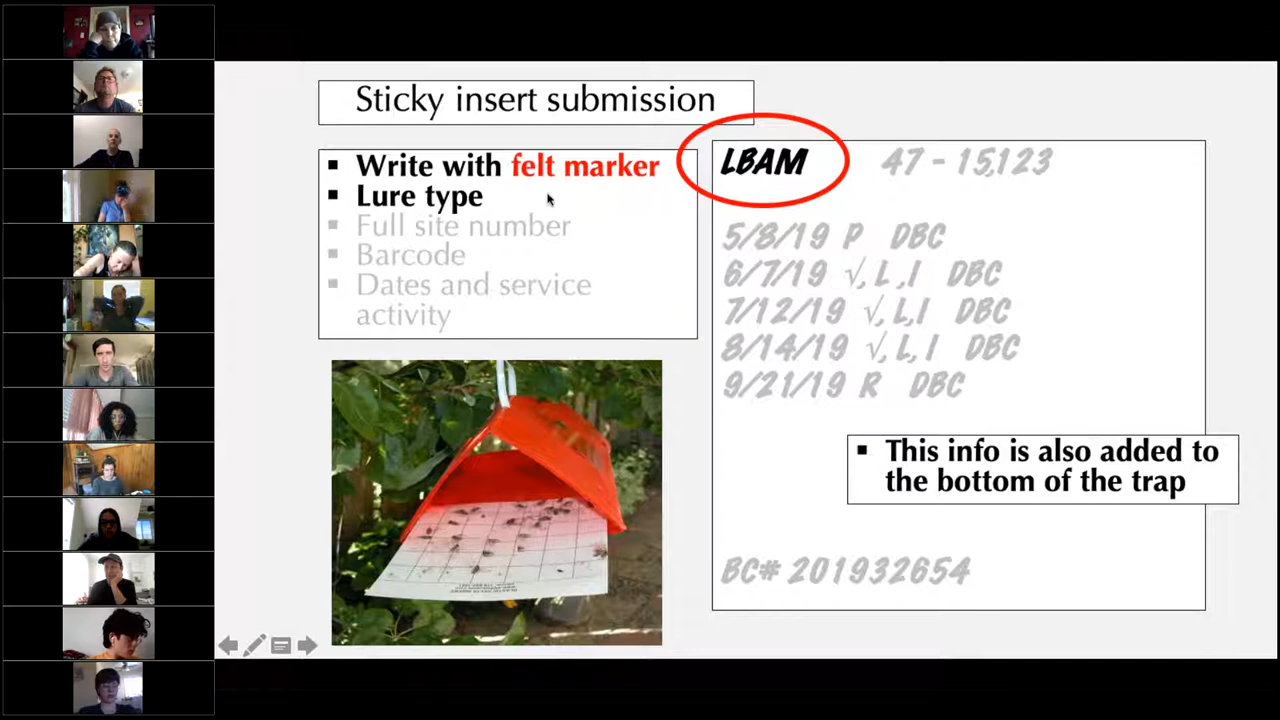 Sticky insert submission
Write with felt marker
Lure type
Full site number
Barcode
Dates and service
activity
LBAM 47 - 15,123
5/8/19 P DBC
6/7/19 √, L ,I DBC
7/12/19 √, L,I DBC
8/14/19 √, L, I DBC
9/21/19 R DBC
This info is also added to
the bottom of the trap
BC# 201932654